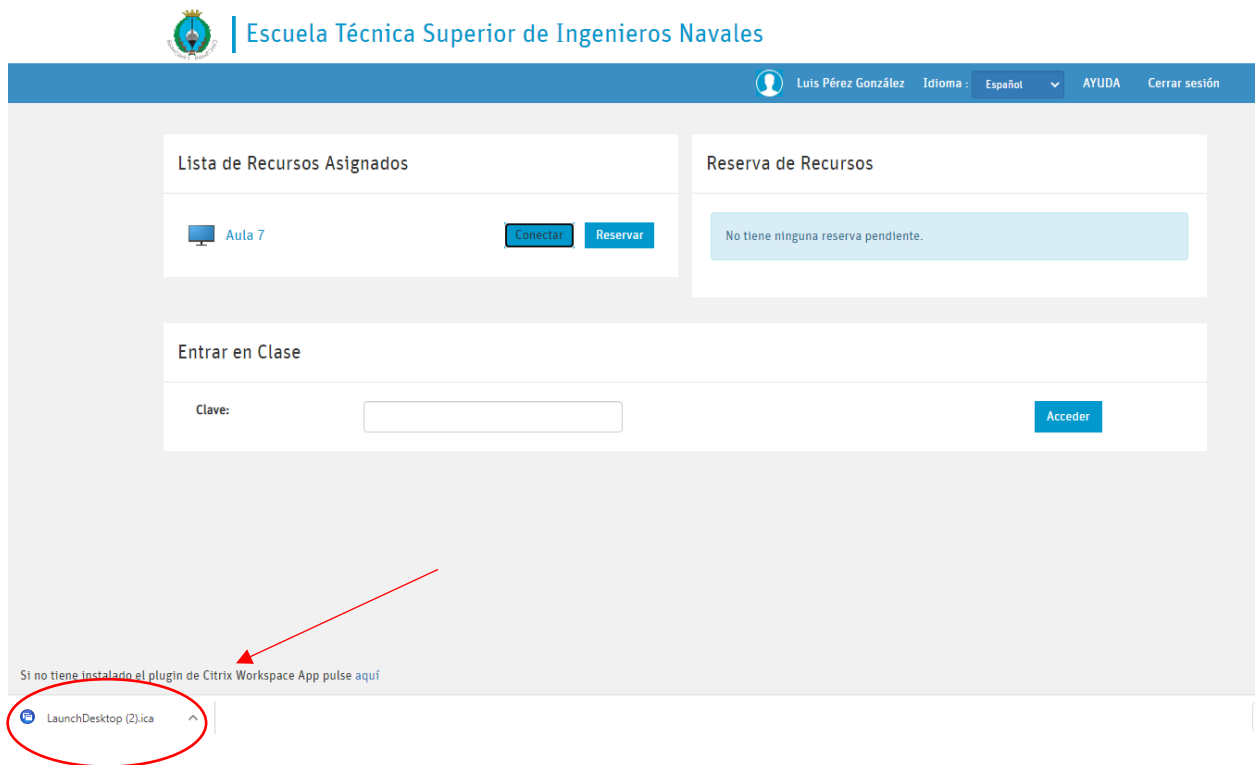 Escuela Técnica Superior de Ingenieros Navales
Luis Pérez González Idioma : Español AYUDA Cerrar sesión
Lista de Recursos Asignados
Aula 7 Conectar Reservar
Reserva de Recursos
No tiene ninguna reserva pendiente.
Entrar en Clase
Clave: Acceder
Si no tiene instalado el plugin de Citrix Workspace App pulse aquí
LaunchDesktop (2).ica